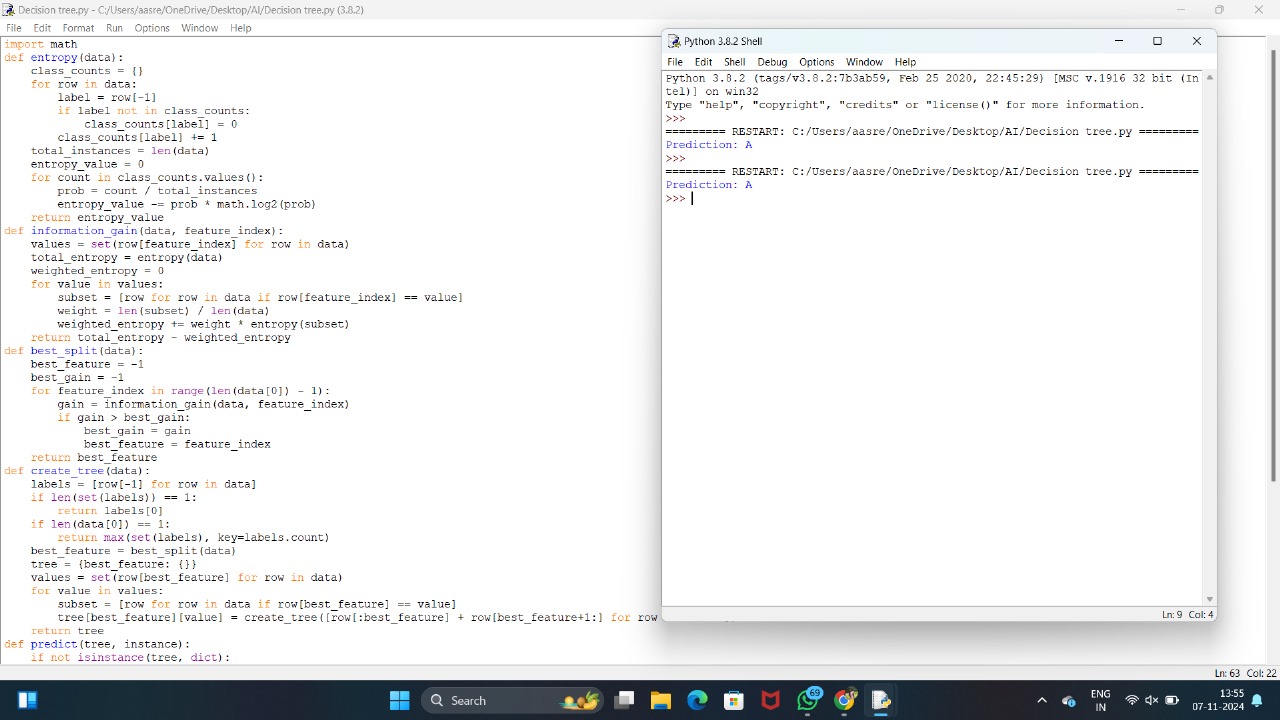 Decision tree.py - C:/Users/aasre/OneDrive/Desktop/AI/Decision tree.py (3.8.2)
File Edit Format Run Options Window Help
import math
def entropy(data):
    class_counts = {}
    for row in data:
        label = row[-1]
        if label not in class_counts:
            class_counts[label] = 0
        class_counts[label] += 1
    total_instances = len(data)
    entropy_value = 0
    for count in class_counts.values():
        prob = count / total_instances
        entropy_value -= prob * math.log2(prob)
    return entropy_value
def information_gain(data, feature_index):
    values = set(row[feature_index] for row in data)
    total_entropy = entropy(data)
    weighted_entropy = 0
    for value in values:
        subset = [row for row in data if row[feature_index] == value]
        weight = len(subset) / len(data)
        weighted_entropy += weight * entropy(subset)
    return total_entropy - weighted_entropy
def best_split(data):
    best_feature = -1
    best_gain = -1
    for feature_index in range(len(data[0]) - 1):
        gain = information_gain(data, feature_index)
        if gain > best_gain:
            best_gain = gain
            best_feature = feature_index
    return best_feature
def create_tree(data):
    labels = [row[-1] for row in data]
    if len(set(labels)) == 1:
        return labels[0]
    if len(data[0]) == 1:
        return max(set(labels), key=labels.count)
    best_feature = best_split(data)
    tree = {best_feature: {}}
    values = set(row[best_feature] for row in data)
    for value in values:
        subset = [row for row in data if row[best_feature] == value]
        tree[best_feature][value] = create_tree([row[:best_feature] + row[best_feature+1:] for row
    return tree
def predict(tree, instance):
    if not isinstance(tree, dict):
Ln: 63 Col: 22
Python 3.8.2 Shell
File Edit Shell Debug Options Window Help
Python 3.8.2 (tags/v3.8.2:7b3ab59, Feb 25 2020, 22:45:29) [MSC v.1916 32 bit (In
tel)] on win32
Type "help", "copyright", "credits" or "license()" for more information.
>>>
========= RESTART: C:/Users/aasre/OneDrive/Desktop/AI/Decision tree.py =========
Prediction: A
>>>
========= RESTART: C:/Users/aasre/OneDrive/Desktop/AI/Decision tree.py =========
Prediction: A
>>>
Ln: 9 Col: 4
Search
69
ENG
IN
13:55
07-11-2024